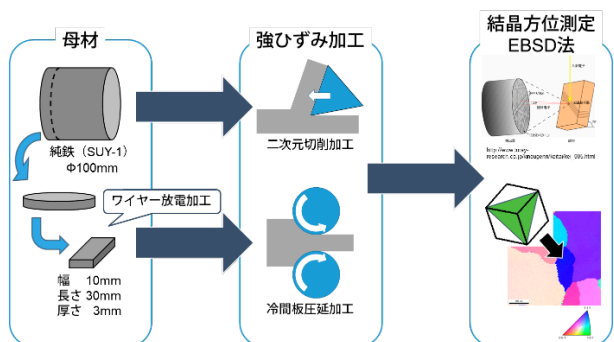 母材
純鉄（SUY-1）
Φ100mm
ワイヤー放電加工
幅　10mm
長さ 30mm
厚さ　3mm
強ひずみ加工
二次元切削加工
冷間板圧延加工
結晶方位測定
EBSD法